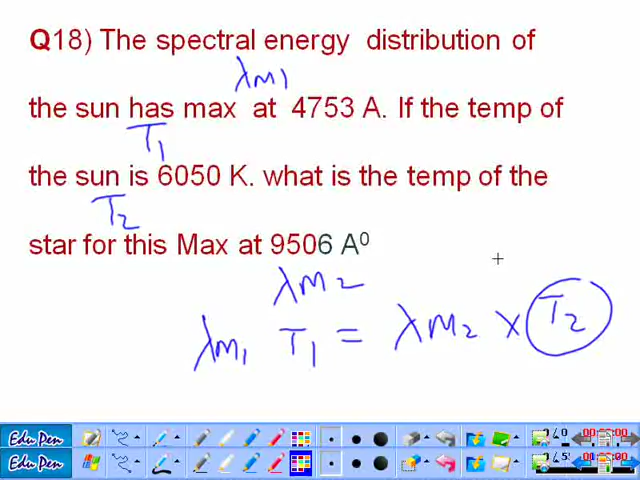 Q18) The spectral energy distribution of
λm1
the sun has max at 4753 A. If the temp of
T1
the sun is 6050 K. what is the temp of the
T2
star for this Max at 9506 A⁰
λm2
λm1 T1 = λm2 × T2
Edu Pen
Edu Pen